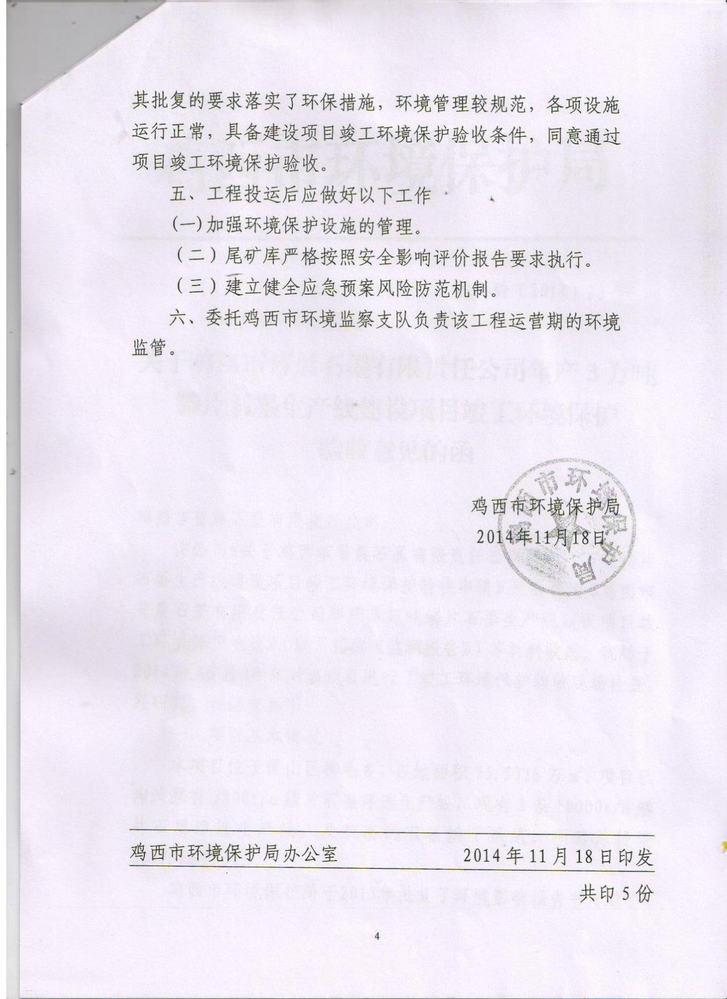 其批复的要求落实了环保措施，环境管理较规范，各项设施
运行正常，具备建设项目竣工环境保护验收条件，同意通过
项目竣工环境保护验收。
五、工程投运后应做好以下工作
(一)加强环境保护设施的管理。
（二）尾矿库严格按照安全影响评价报告要求执行。
（三）建立健全应急预案风险防范机制。
六、委托鸡西市环境监察支队负责该工程运营期的环境
监管。
鸡西市环境保护局
2014年11月18日
鸡西市环境保护局
鸡西市环境保护局办公室 2014年11月18日印发
共印5份
4